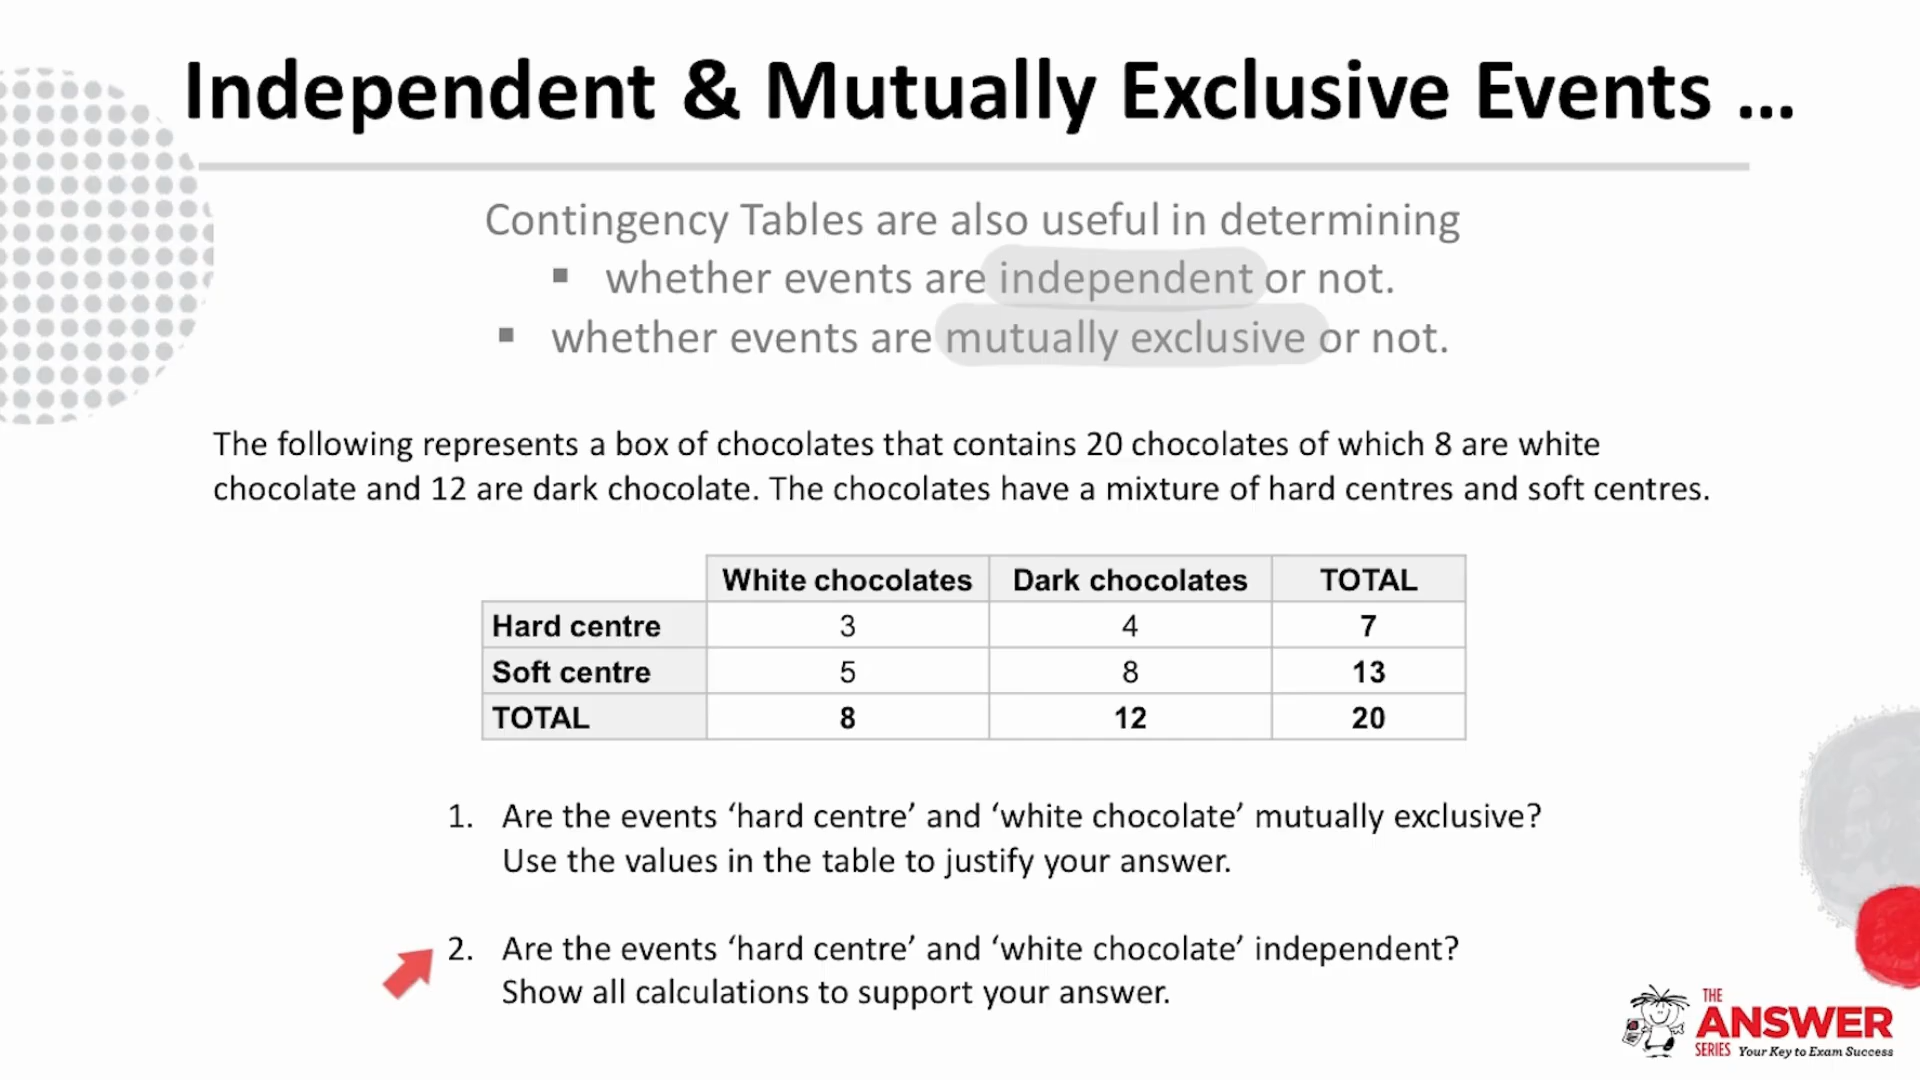 Independent & Mutually Exclusive Events ...
Contingency Tables are also useful in determining
▪ whether events are independent or not.
▪ whether events are mutually exclusive or not.
The following represents a box of chocolates that contains 20 chocolates of which 8 are white
chocolate and 12 are dark chocolate. The chocolates have a mixture of hard centres and soft centres.
White chocolates Dark chocolates TOTAL
Hard centre 3 4 7
Soft centre 5 8 13
TOTAL 8 12 20
1. Are the events ‘hard centre’ and ‘white chocolate’ mutually exclusive?
Use the values in the table to justify your answer.
2. Are the events ‘hard centre’ and ‘white chocolate’ independent?
Show all calculations to support your answer.
THE
ANSWER
SERIES Your Key to Exam Success